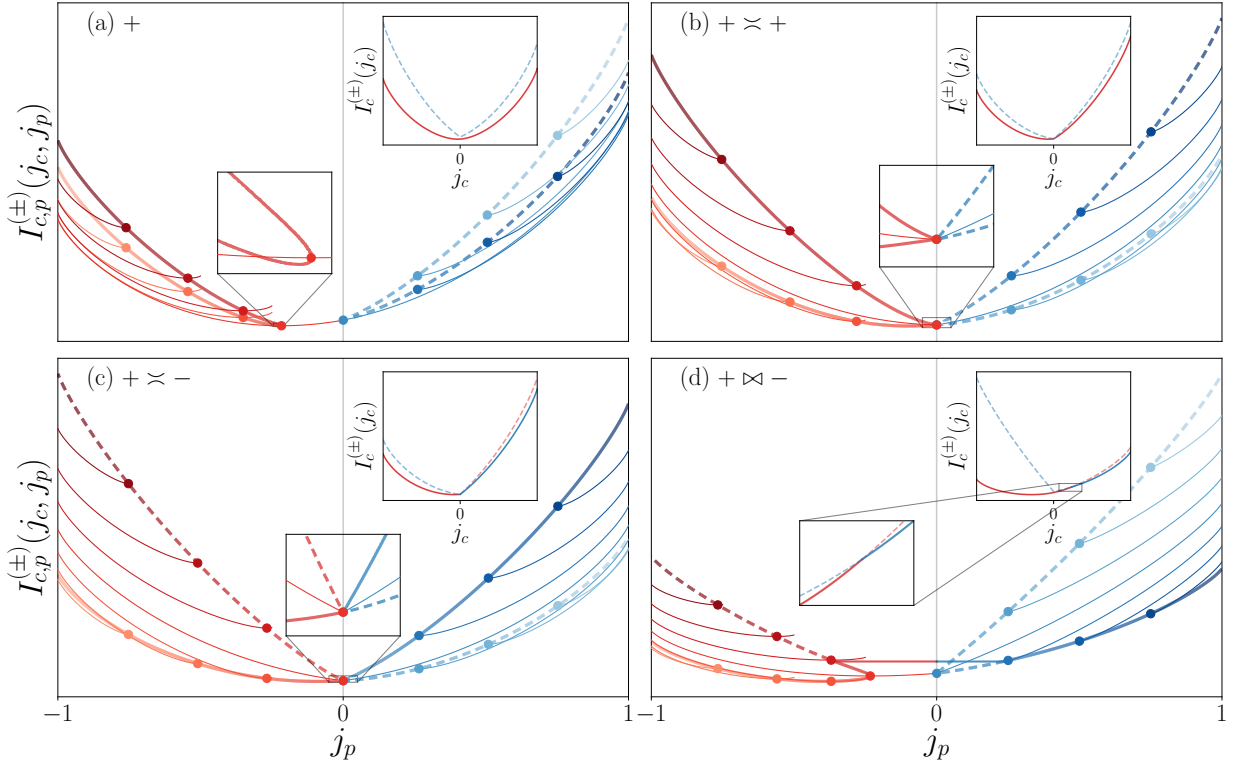 (a) +
I_c^(±)(j_c)
0
j_c
I_{c,p}^(±)(j_c, j_p)
(b) + ≍ +
I_c^(±)(j_c)
0
j_c
(c) + ≍ −
I_c^(±)(j_c)
0
j_c
I_{c,p}^(±)(j_c, j_p)
−1
0
1
j_p
(d) + ⋈ −
I_c^(±)(j_c)
0
j_c
−1
0
1
j_p